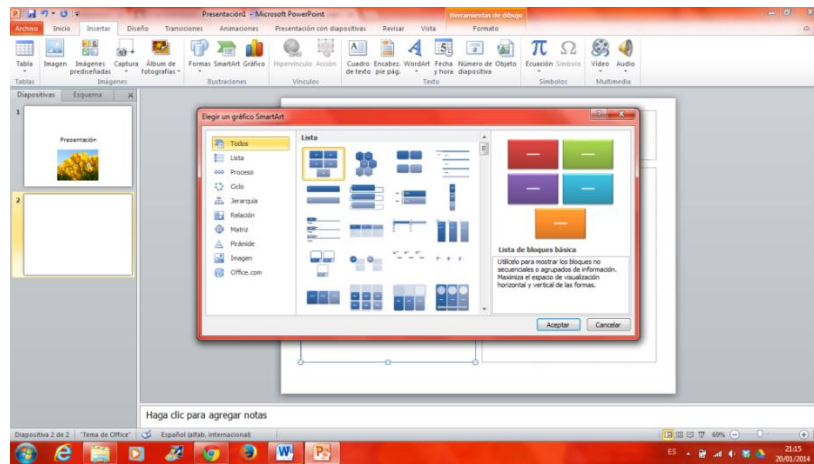 Presentación1 - Microsoft PowerPoint
Herramientas de dibujo
Archivo Inicio Insertar Diseño Transiciones Animaciones Presentación con diapositivas Revisar Vista Formato
Tabla Imagen Imágenes prediseñadas Captura Álbum de fotografías Formas SmartArt Gráfico Hipervínculo Acción Cuadro de texto Encabez. pie pág. WordArt Fecha y hora Número de diapositiva Objeto Ecuación Símbolo Vídeo Audio
Tablas Imágenes Ilustraciones Vínculos Texto Símbolos Multimedia
Diapositivas Esquema
1
Presentación
2
Elegir un gráfico SmartArt
Todos
Lista
Proceso
Ciclo
Jerarquía
Relación
Matriz
Pirámide
Imagen
Office.com
Lista
Lista de bloques básica
Utilícelo para mostrar los bloques no
secuenciales o agrupados de información.
Maximiza el espacio de visualización
horizontal y vertical de las formas.
Aceptar Cancelar
Haga clic para agregar notas
Diapositiva 2 de 2 "Tema de Office" Español (alfab. internacional) 69%
ES 21:15
20/01/2014